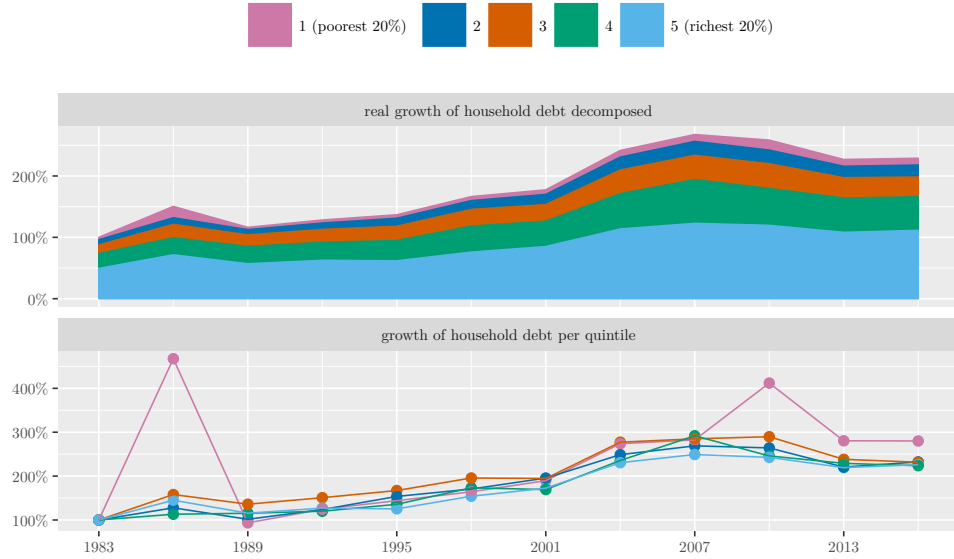 1 (poorest 20%) 2 3 4 5 (richest 20%)
real growth of household debt decomposed
200%
100%
0%
growth of household debt per quintile
400%
300%
200%
100%
1983 1989 1995 2001 2007 2013